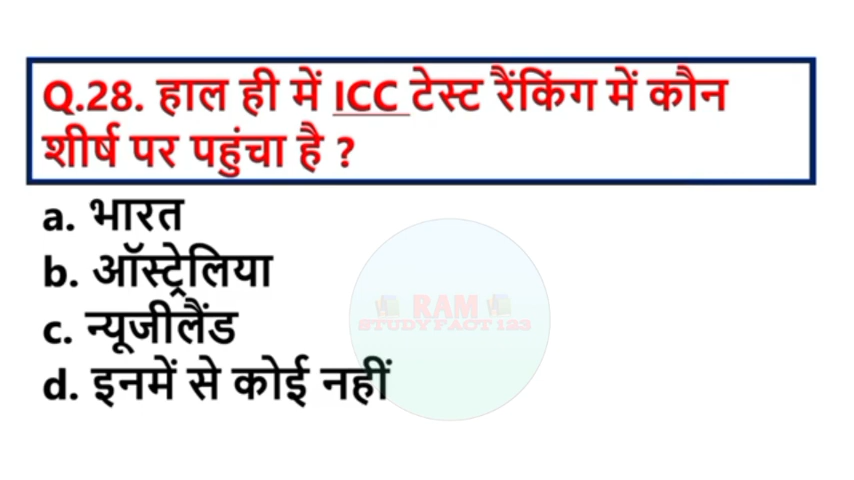 Q.28. हाल ही में ICC टेस्ट रैंकिंग में कौन
शीर्ष पर पहुंचा है ?
a. भारत
b. ऑस्ट्रेलिया
c. न्यूजीलैंड
d. इनमें से कोई नहीं
RAM
STUDY FACT 123